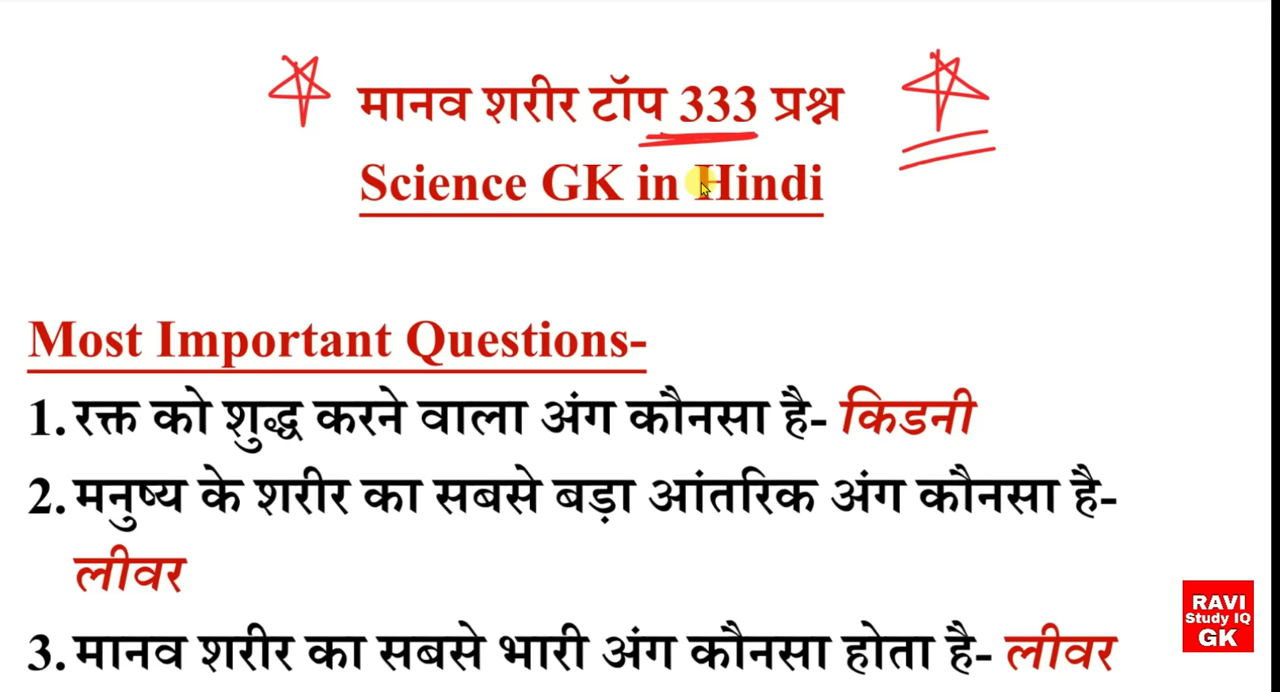 मानव शरीर टॉप 333 प्रश्न
Science GK in Hindi
Most Important Questions-
1. रक्त को शुद्ध करने वाला अंग कौनसा है- किडनी
2. मनुष्य के शरीर का सबसे बड़ा आंतरिक अंग कौनसा है-
लीवर
3. मानव शरीर का सबसे भारी अंग कौनसा होता है- लीवर
RAVI
Study IQ
GK